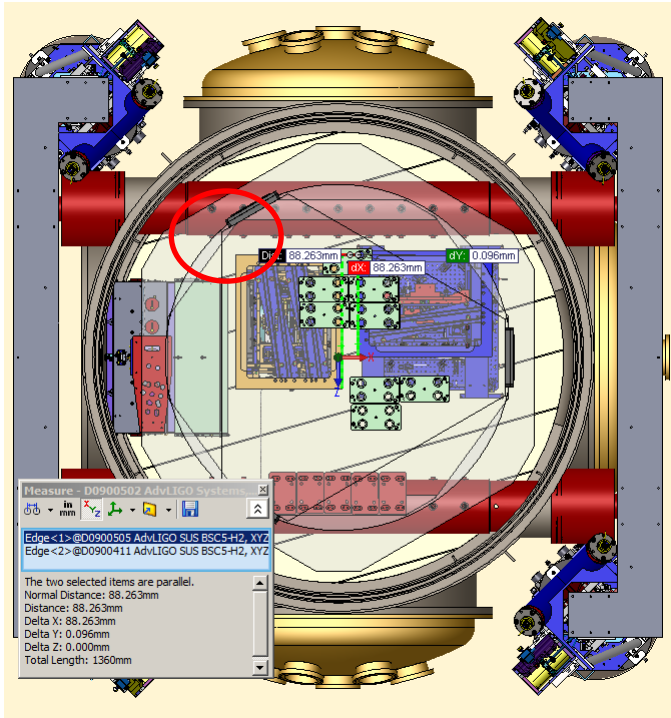 Dist: 88.263mm
dX: 88.263mm
dY: 0.096mm
X
Z
Measure - D0900502 AdvLIGO Systems,
in
mm
XYZ
Edge<1>@D0900505 AdvLIGO SUS BSC5-H2, XYZ
Edge<2>@D0900411 AdvLIGO SUS BSC5-H2, XYZ
The two selected items are parallel.
Normal Distance: 88.263mm
Distance: 88.263mm
Delta X: 88.263mm
Delta Y: 0.096mm
Delta Z: 0.000mm
Total Length: 1360mm